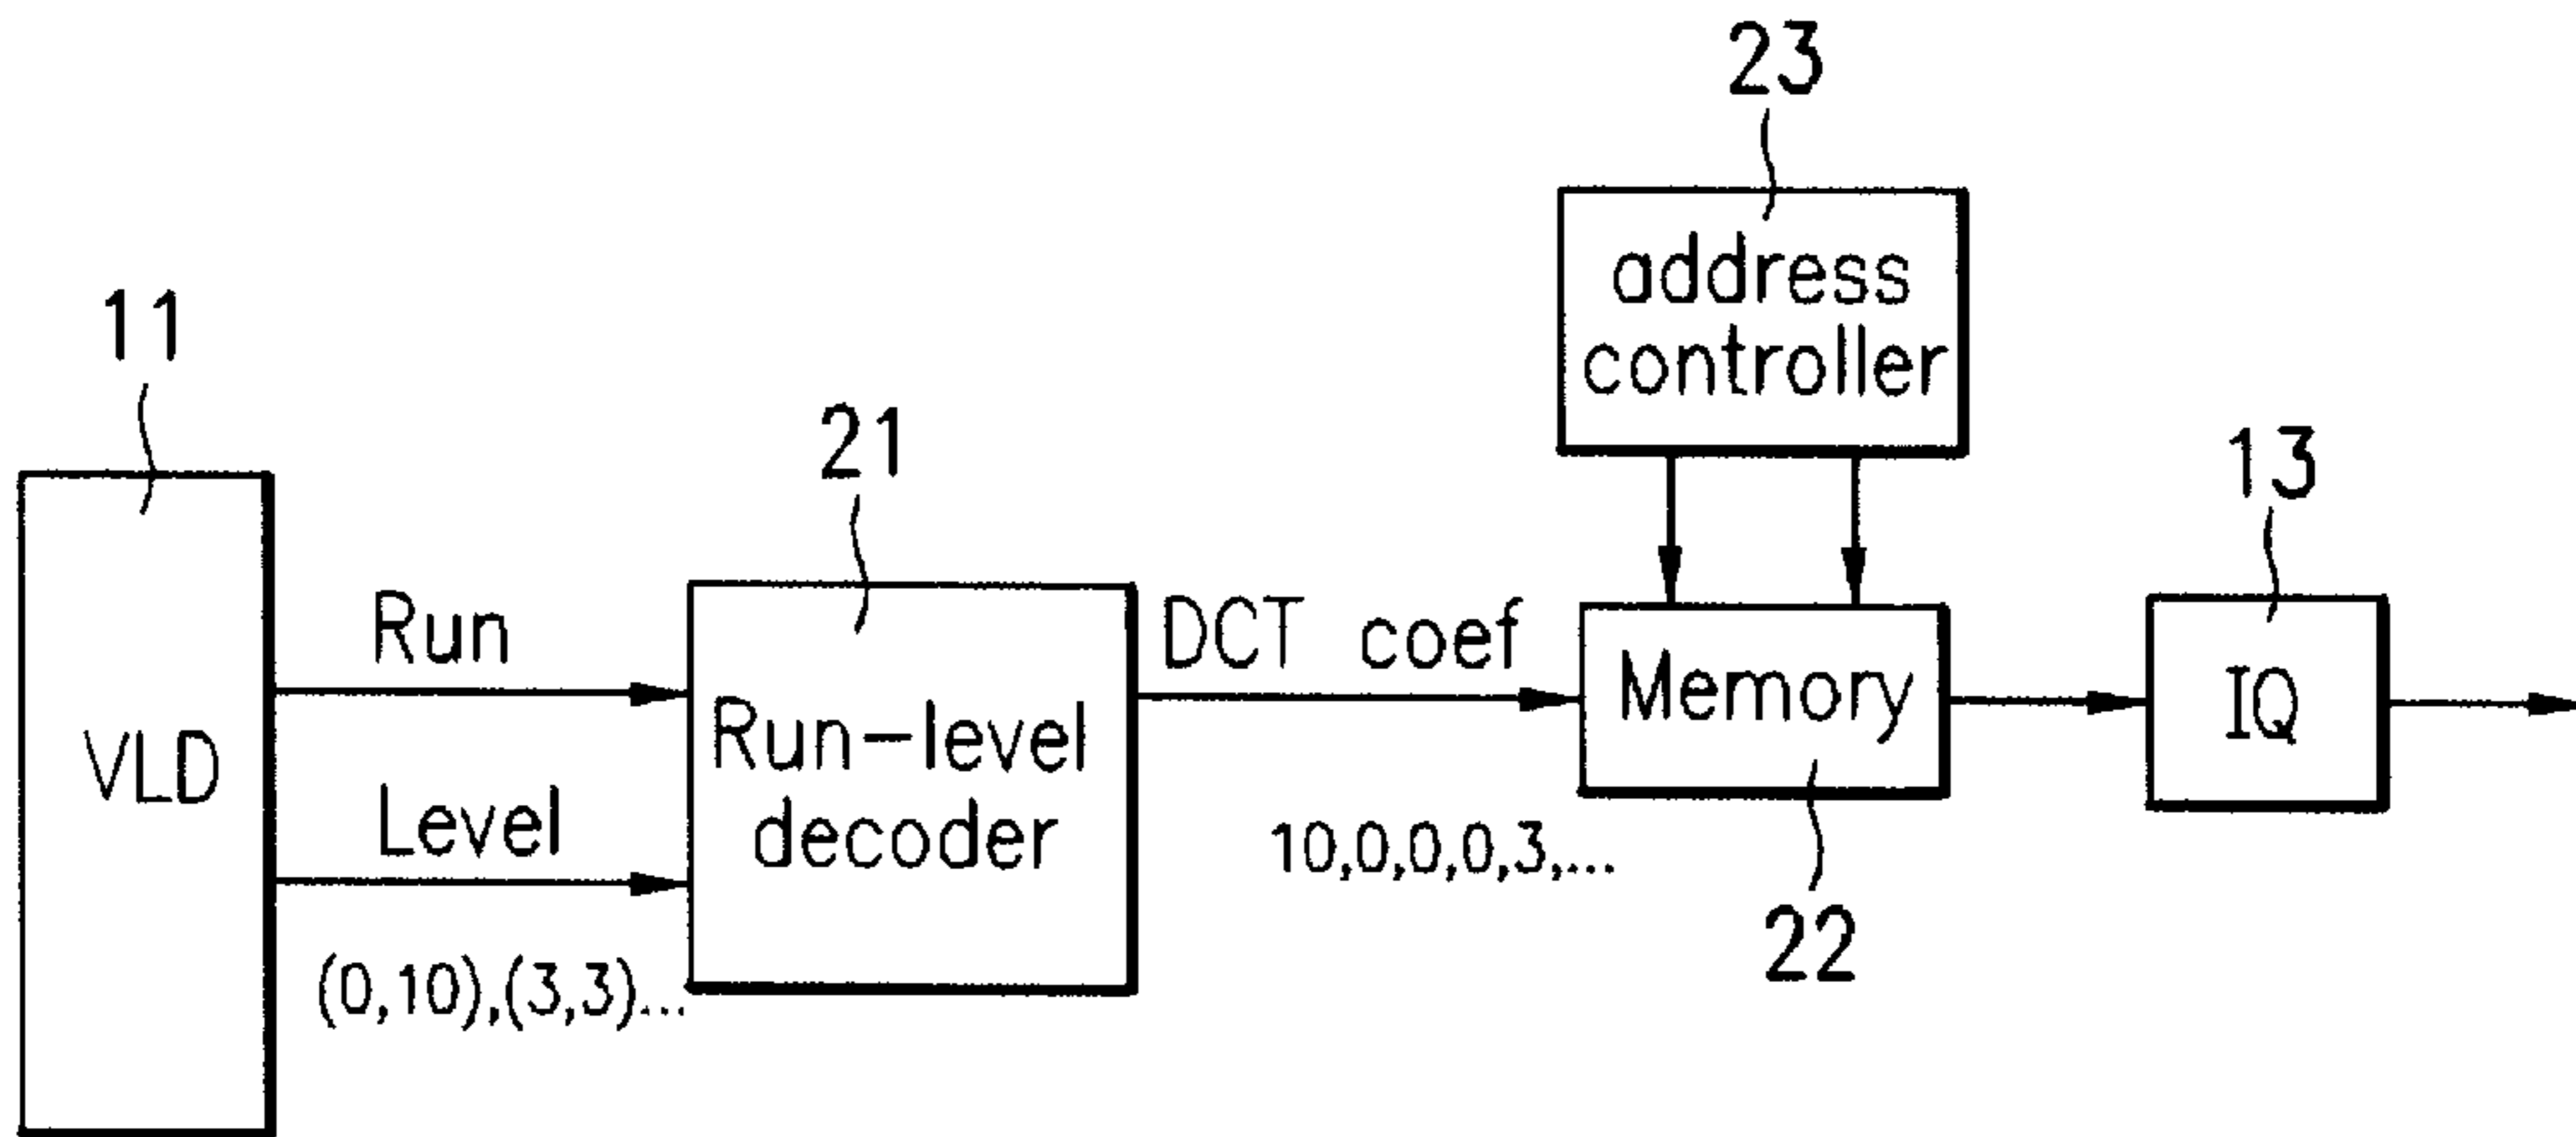 23
address
controller
11
21
13
Run
DCT coef
Memory
IQ
VLD
Run-level
decoder
Level
10,0,0,0,3,...
22
(0,10),(3,3)...